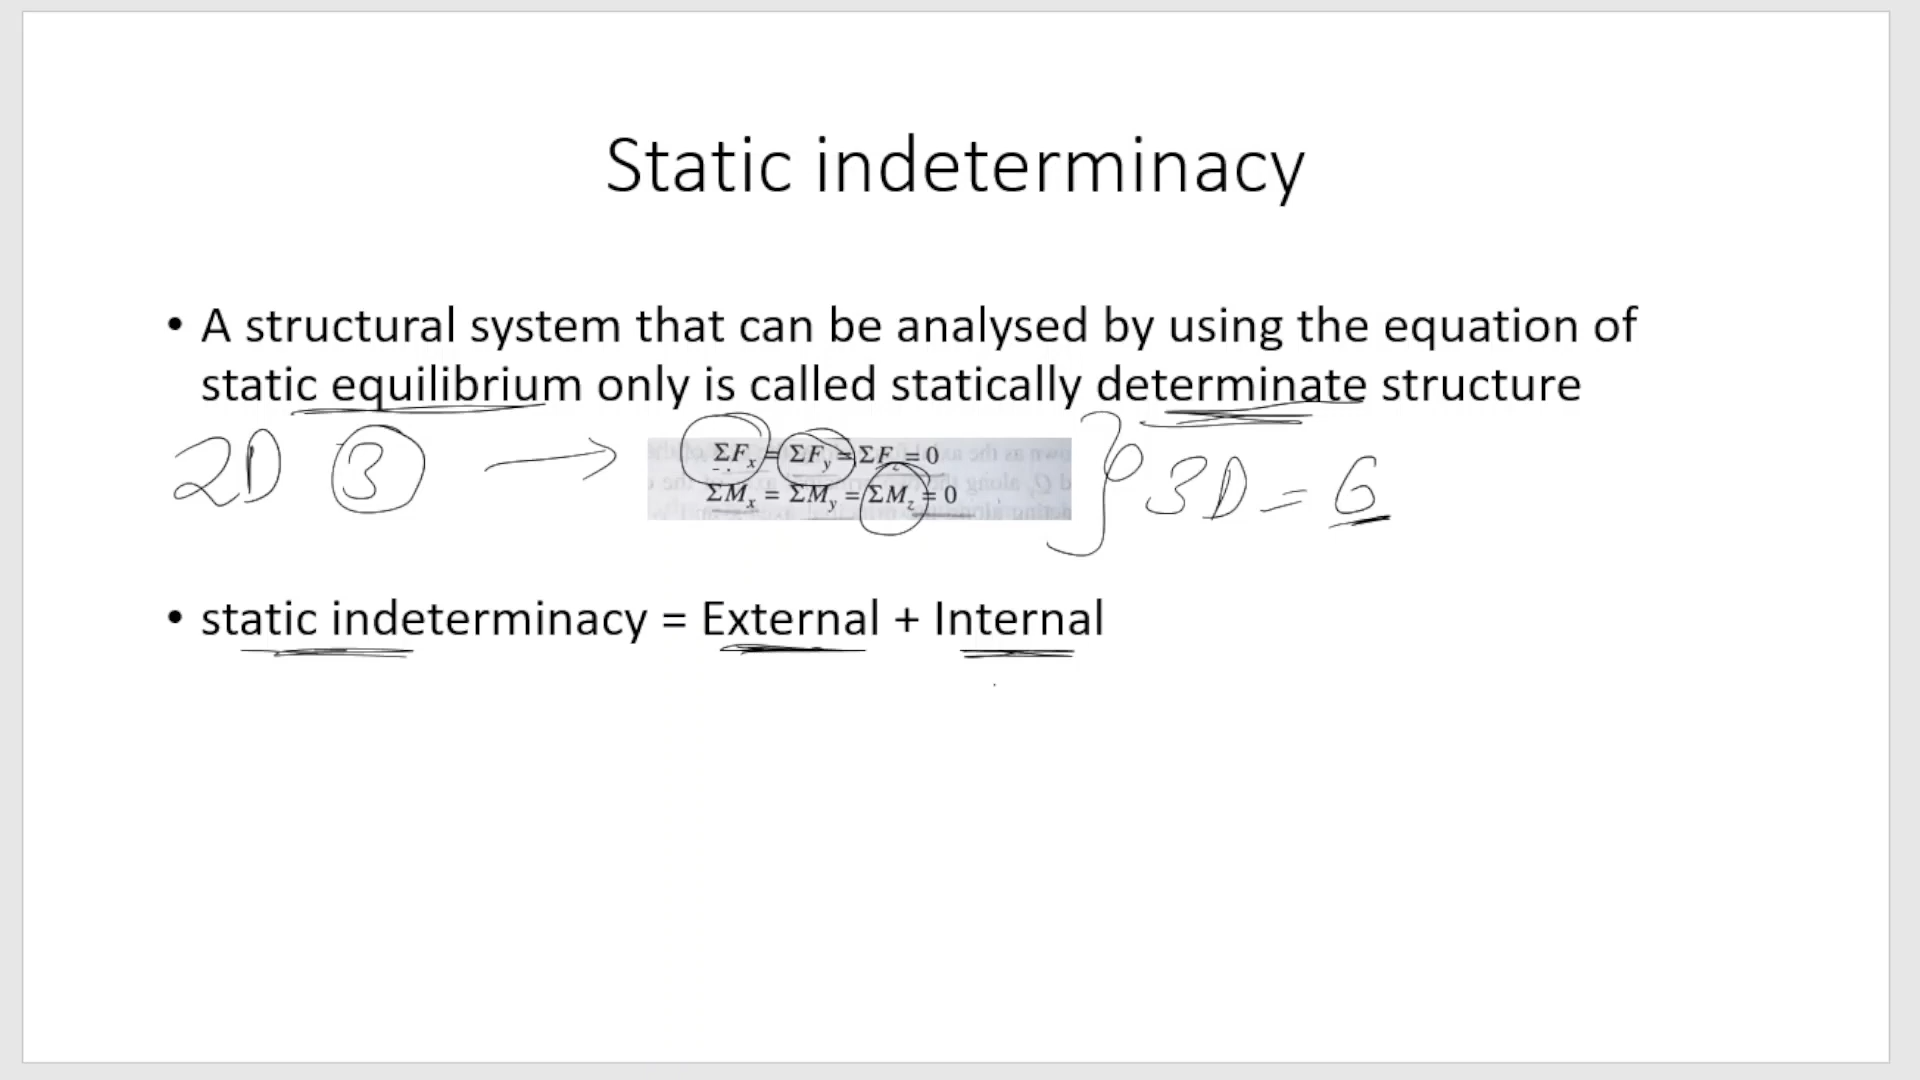 Static indeterminacy
• A structural system that can be analysed by using the equation of
static equilibrium only is called statically determinate structure
2D 3 → ΣFx = ΣFy = ΣFz = 0
ΣMx = ΣMy = ΣMz = 0 } 3D = 6
• static indeterminacy = External + Internal